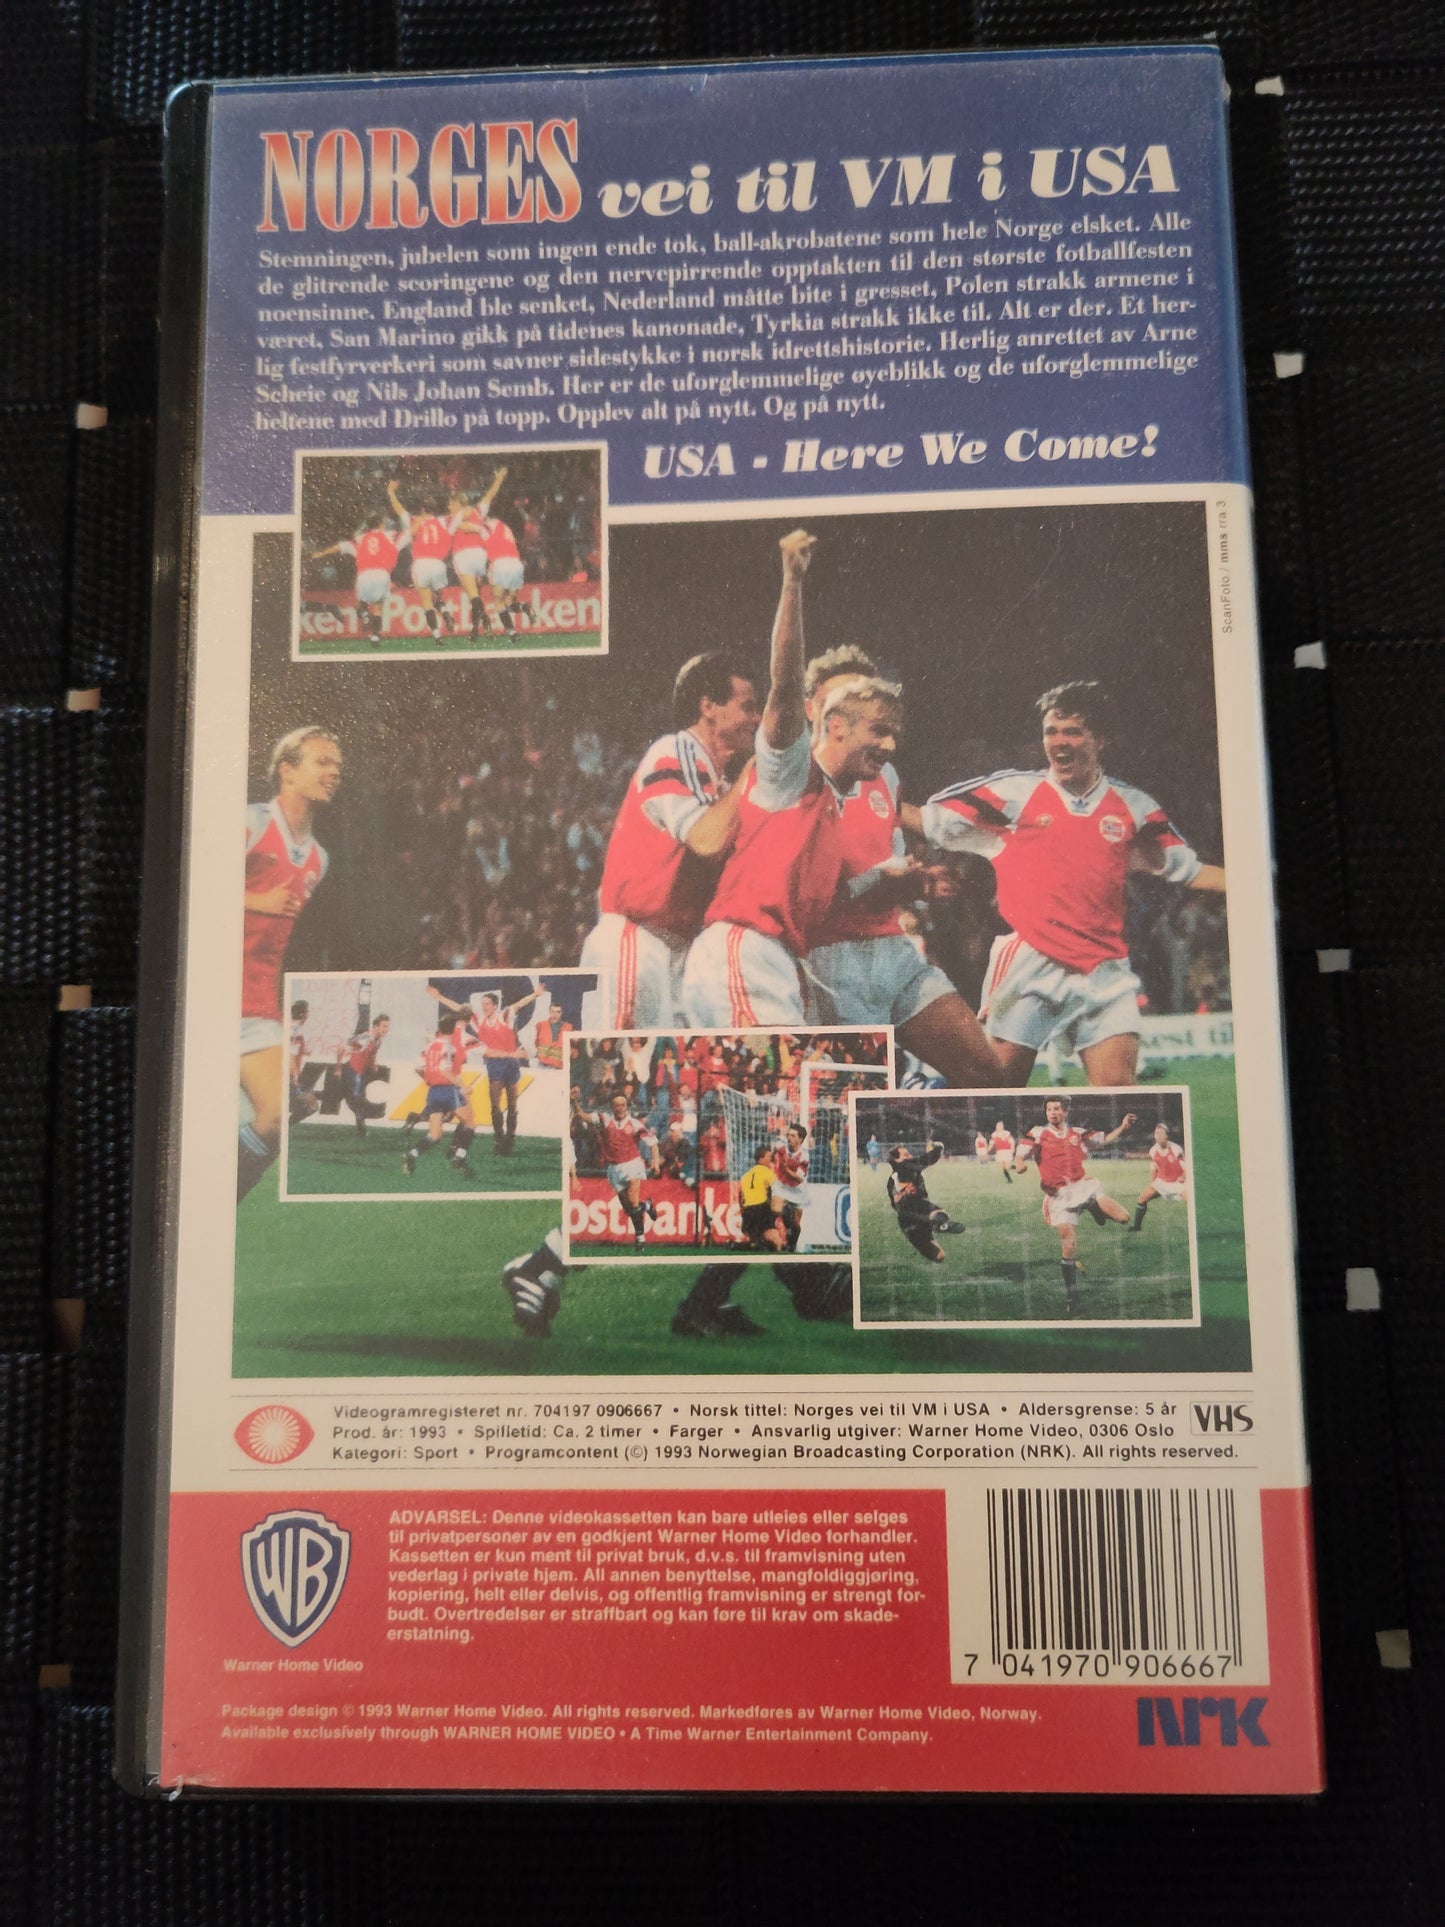 NORGES vei til VM i USA
Stemningen, jubelen som ingen ende tok, ball-akrobatene som hele Norge elsket. Alle
de glitrende scoringene og den nervepirrende opptakten til den største fotballfesten
noensinne. England ble senket, Nederland måtte bite i gresset, Polen strakk armene i
været, San Marino gikk på tidenes kanonade, Tyrkia strakk ikke til. Alt er der. Et her-
lig festfyrverkeri som savner sidestykke i norsk idrettshistorie. Herlig anrettet av Arne
Scheie og Nils Johan Semb. Her er de uforglemmelige øyeblikk og de uforglemmelige
heltene med Drillo på topp. Opplev alt på nytt. Og på nytt.
USA - Here We Come!
ScanFoto / mms rra 3
8
11
ken Postbanken
est til
ostbanke
1
Videogramregisteret nr. 704197 0906667 • Norsk tittel: Norges vei til VM i USA • Aldersgrense: 5 år
Prod. år: 1993 • Spilletid: Ca. 2 timer • Farger • Ansvarlig utgiver: Warner Home Video, 0306 Oslo
Kategori: Sport • Programcontent (©) 1993 Norwegian Broadcasting Corporation (NRK). All rights reserved.
VHS
WB
Warner Home Video
ADVARSEL: Denne videokassetten kan bare utleies eller selges
til privatpersoner av en godkjent Warner Home Video forhandler.
Kassetten er kun ment til privat bruk, d.v.s. til framvisning uten
vederlag i private hjem. All annen benyttelse, mangfoldiggjøring,
kopiering, helt eller delvis, og offentlig framvisning er strengt for-
budt. Overtredelser er straffbart og kan føre til krav om skade-
erstatning.
7 041970 906667
Package design © 1993 Warner Home Video. All rights reserved. Markedføres av Warner Home Video, Norway.
Available exclusively through WARNER HOME VIDEO • A Time Warner Entertainment Company.
NRK